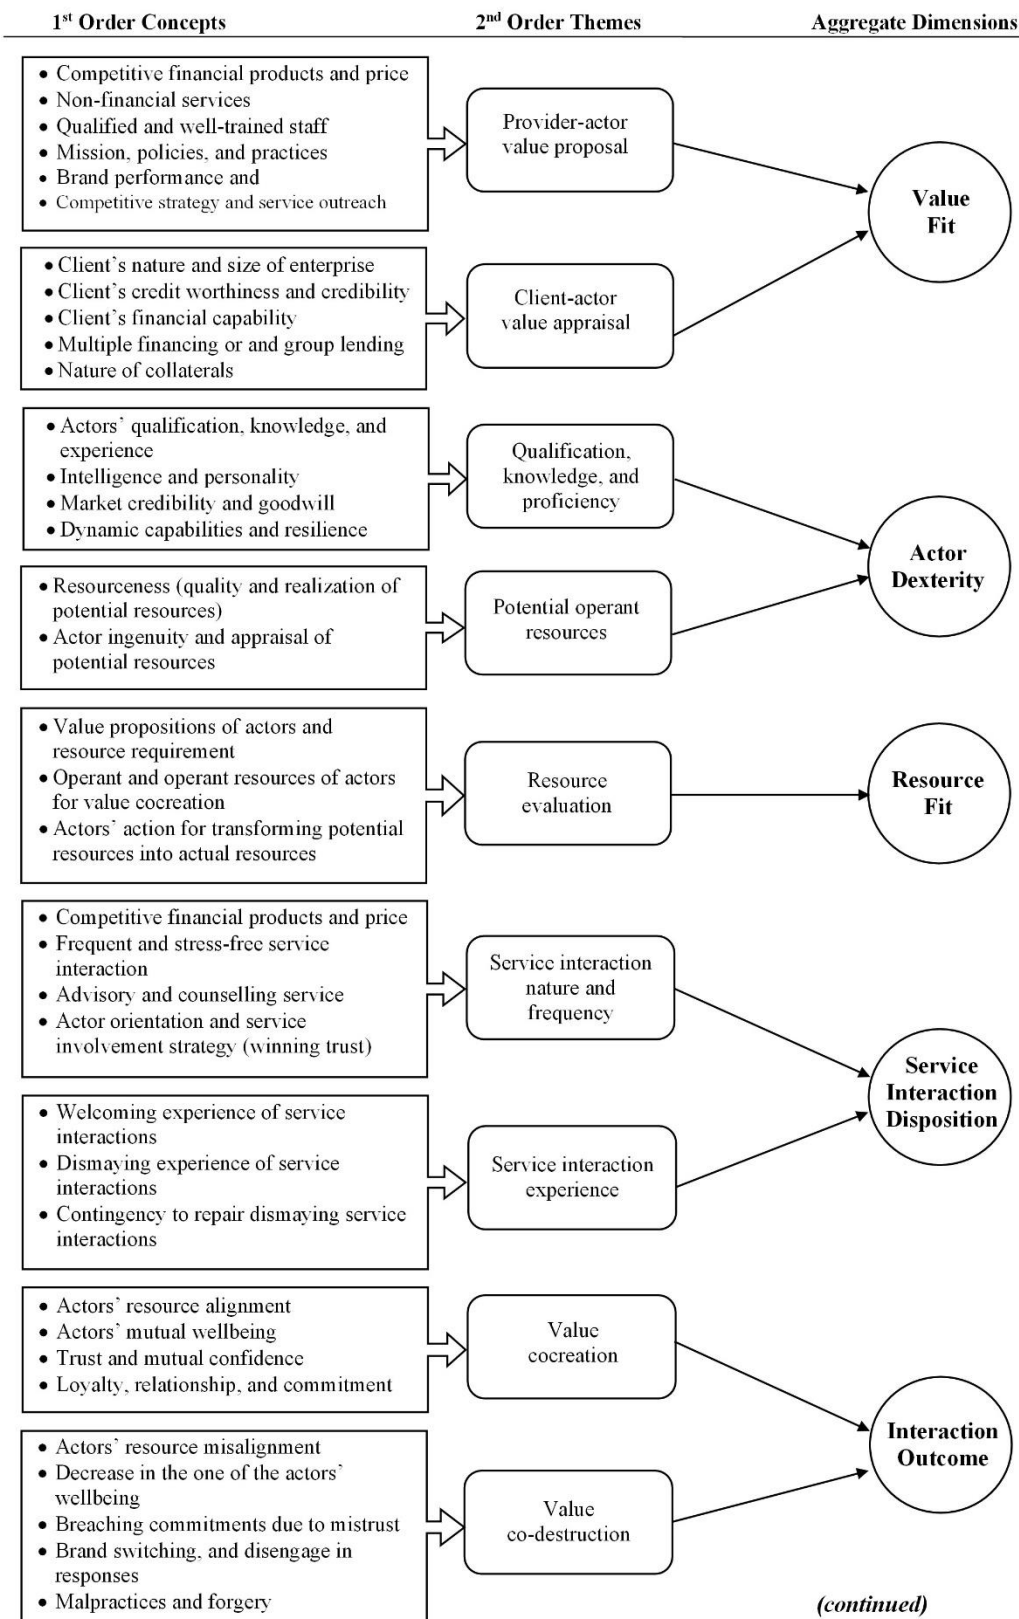 1st Order Concepts
2nd Order Themes
Aggregate Dimensions
• Competitive financial products and price
• Non-financial services
• Qualified and well-trained staff
• Mission, policies, and practices
• Brand performance and
• Competitive strategy and service outreach
Provider-actor
value proposal
Value
Fit
• Client's nature and size of enterprise
• Client's credit worthiness and credibility
• Client's financial capability
• Multiple financing or and group lending
• Nature of collaterals
Client-actor
value appraisal
• Actors' qualification, knowledge, and
experience
• Intelligence and personality
• Market credibility and goodwill
• Dynamic capabilities and resilience
Qualification,
knowledge, and
proficiency
Actor
Dexterity
• Resourceness (quality and realization of
potential resources)
• Actor ingenuity and appraisal of
potential resources
Potential operant
resources
• Value propositions of actors and
resource requirement
• Operant and operant resources of actors
for value cocreation
• Actors' action for transforming potential
resources into actual resources
Resource
evaluation
Resource
Fit
• Competitive financial products and price
• Frequent and stress-free service
interaction
• Advisory and counselling service
• Actor orientation and service
involvement strategy (winning trust)
Service interaction
nature and
frequency
Service
Interaction
Disposition
• Welcoming experience of service
interactions
• Dismaying experience of service
interactions
• Contingency to repair dismaying service
interactions
Service interaction
experience
• Actors' resource alignment
• Actors' mutual wellbeing
• Trust and mutual confidence
• Loyalty, relationship, and commitment
Value
cocreation
Interaction
Outcome
• Actors' resource misalignment
• Decrease in the one of the actors'
wellbeing
• Breaching commitments due to mistrust
• Brand switching, and disengage in
responses
• Malpractices and forgery
Value
co-destruction
(continued)